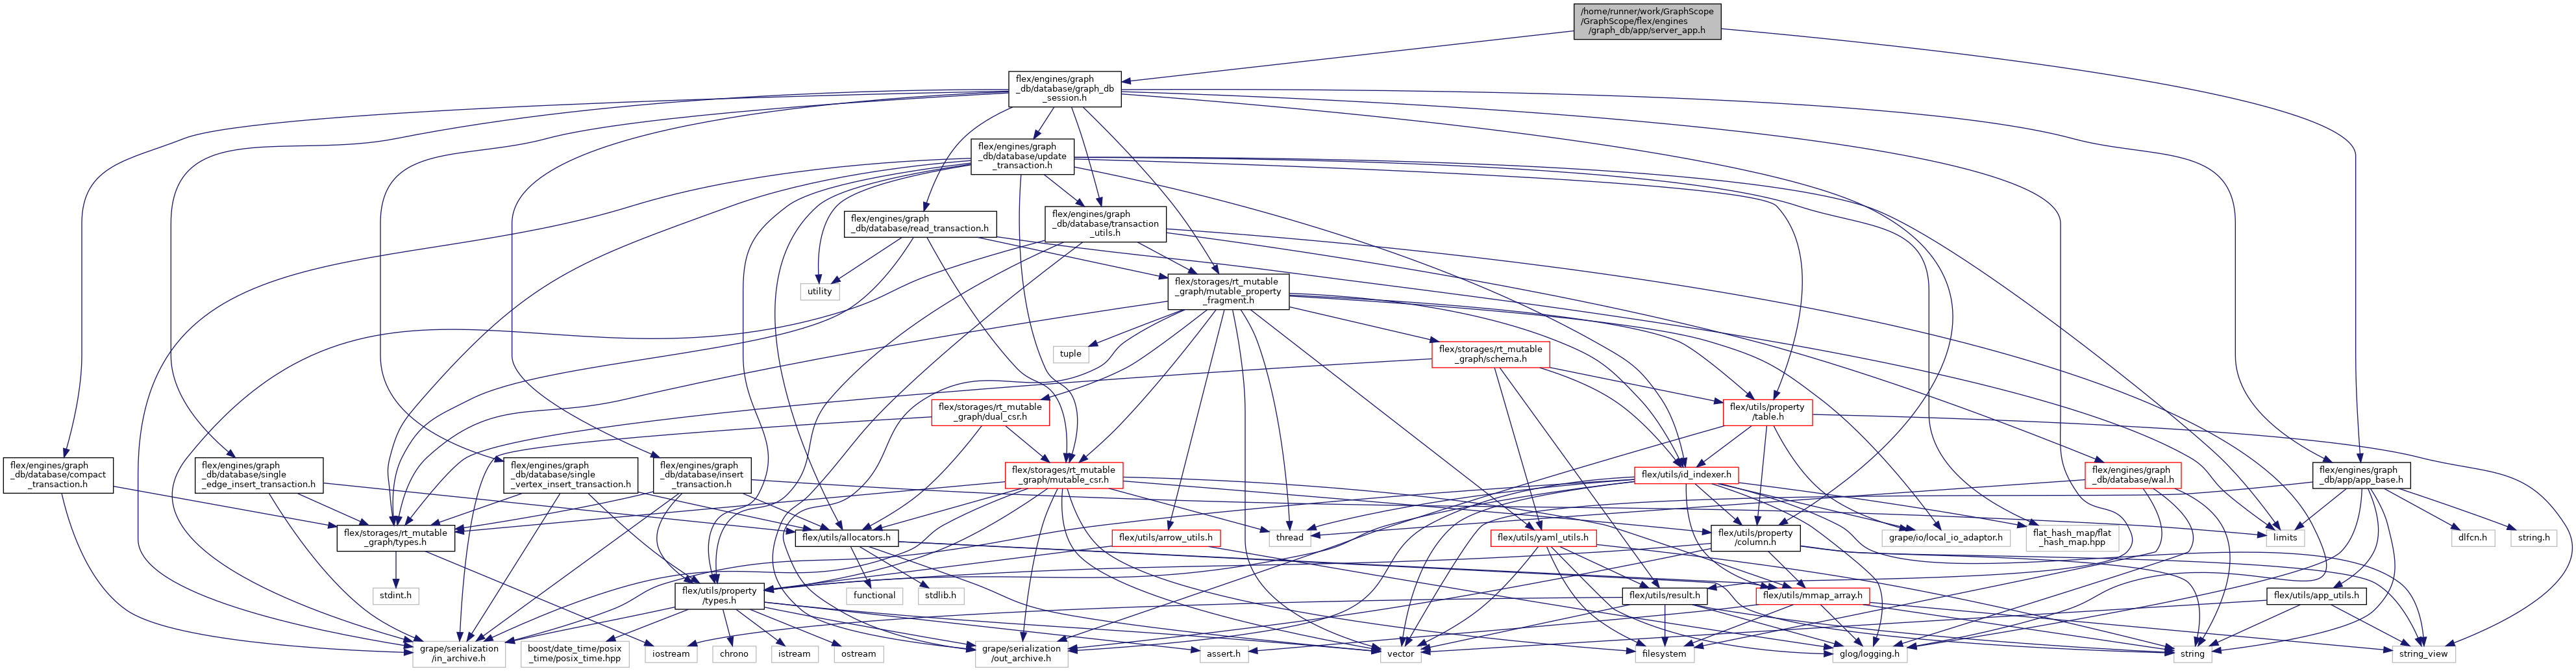 /home/runner/work/GraphScope
/GraphScope/flex/engines
/graph_db/app/server_app.h
flex/engines/graph
_db/database/graph_db
_session.h
flex/engines/graph
_db/database/update
_transaction.h
flex/engines/graph
_db/database/read_transaction.h
flex/engines/graph
_db/database/transaction
_utils.h
utility
flex/storages/rt_mutable
_graph/mutable_property
_fragment.h
tuple
flex/storages/rt_mutable
_graph/schema.h
flex/storages/rt_mutable
_graph/dual_csr.h
flex/utils/property
/table.h
flex/engines/graph
_db/database/compact
_transaction.h
flex/engines/graph
_db/database/single
_edge_insert_transaction.h
flex/engines/graph
_db/database/single
_vertex_insert_transaction.h
flex/engines/graph
_db/database/insert
_transaction.h
flex/storages/rt_mutable
_graph/mutable_csr.h
flex/utils/id_indexer.h
flex/engines/graph
_db/database/wal.h
flex/engines/graph
_db/app/app_base.h
flex/storages/rt_mutable
_graph/types.h
flex/utils/allocators.h
flex/utils/arrow_utils.h
thread
flex/utils/yaml_utils.h
flex/utils/property
/column.h
grape/io/local_io_adaptor.h
flat_hash_map/flat
_hash_map.hpp
limits
dlfcn.h
string.h
stdint.h
flex/utils/property
/types.h
functional
stdlib.h
flex/utils/result.h
flex/utils/mmap_array.h
flex/utils/app_utils.h
grape/serialization
/in_archive.h
boost/date_time/posix
_time/posix_time.hpp
iostream
chrono
istream
ostream
grape/serialization
/out_archive.h
assert.h
vector
filesystem
glog/logging.h
string
string_view